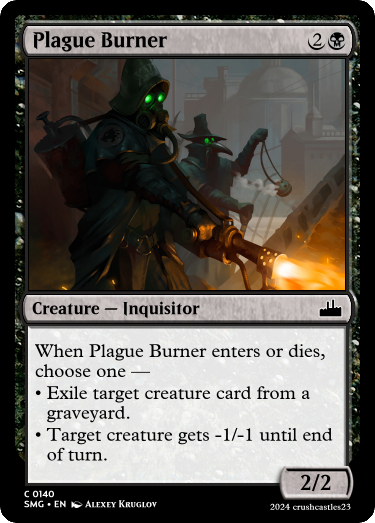 Plague Burner 2
Creature — Inquisitor
When Plague Burner enters or dies,
choose one —
• Exile target creature card from a
graveyard.
• Target creature gets -1/-1 until end
of turn.
2/2
C 0140
SMG • EN Alexey Kruglov
2024 crushcastles23